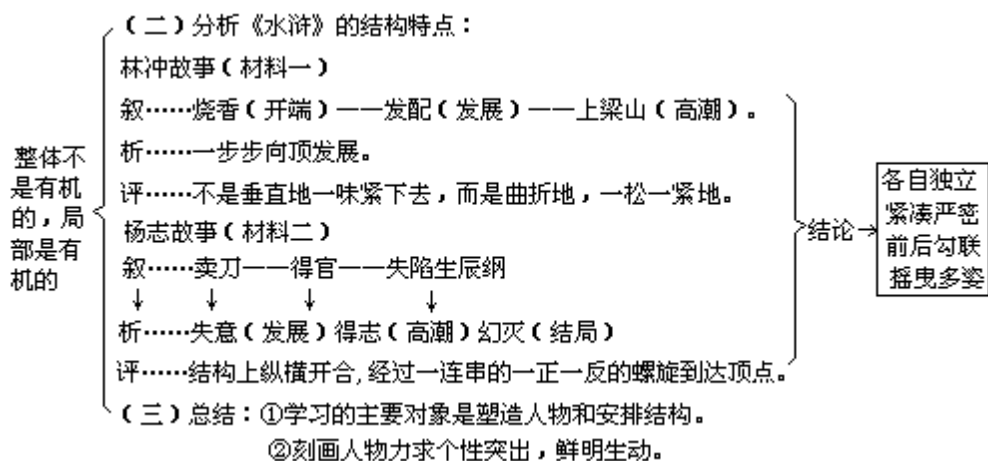 （二）分析《水浒》的结构特点：
林冲故事（材料一）
叙……烧香（开端）——发配（发展）——上梁山（高潮）。
析……一步步向顶发展。
评……不是垂直地一味紧下去，而是曲折地，一松一紧地。
杨志故事（材料二）
叙……卖刀——得官——失陷生辰纲
↓ ↓ ↓ ↓
析……失意（发展）得志（高潮）幻灭（结局）
评……结构上纵横开合,经过一连串的一正一反的螺旋到达顶点。
（三）总结：①学习的主要对象是塑造人物和安排结构。
②刻画人物力求个性突出，鲜明生动。
整体不
是有机
的，局
部是有
机的
结论→
各自独立
紧凑严密
前后勾联
摇曳多姿